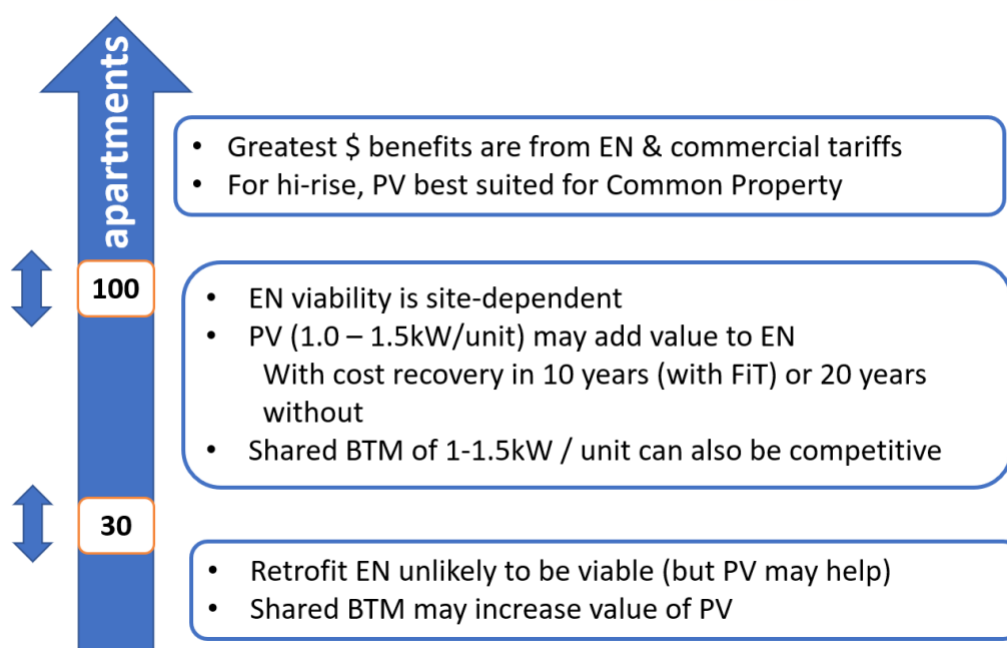 apartments
• Greatest $ benefits are from EN & commercial tariffs
• For hi-rise, PV best suited for Common Property
100
• EN viability is site-dependent
• PV (1.0 – 1.5kW/unit) may add value to EN
With cost recovery in 10 years (with FiT) or 20 years
without
• Shared BTM of 1-1.5kW / unit can also be competitive
30
• Retrofit EN unlikely to be viable (but PV may help)
• Shared BTM may increase value of PV